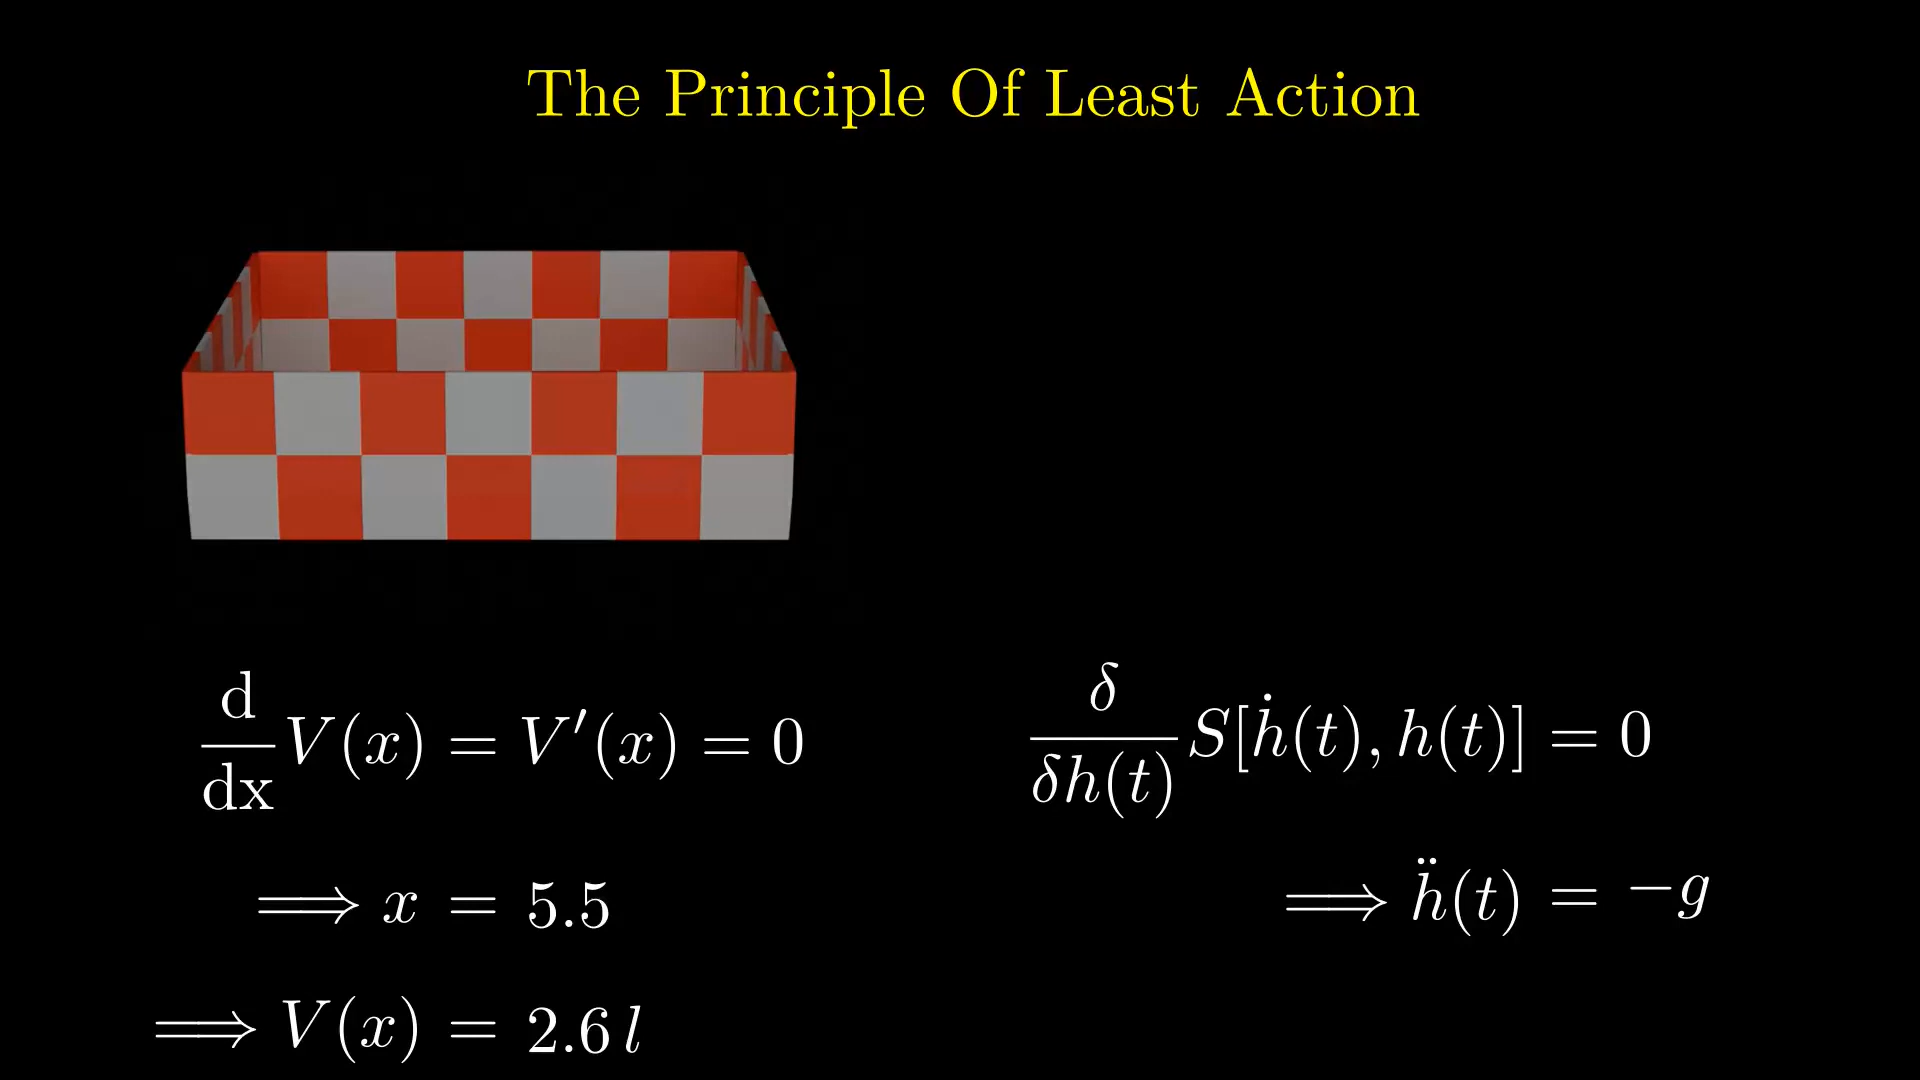 The Principle Of Least Action
d/dx V(x) = V′(x) = 0
⟹ x = 5.5
⟹ V(x) = 2.6 l
δ/δh(t) S[ḣ(t), h(t)] = 0
⟹ ḧ(t) = −g